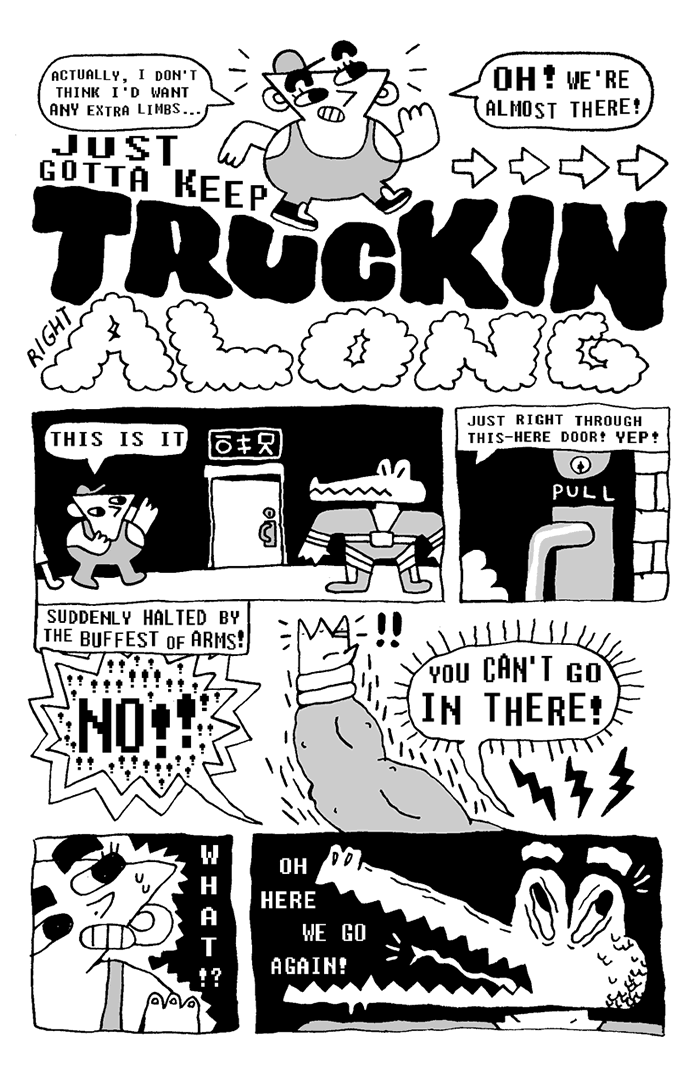 ACTUALLY, I DON'T
THINK I'D WANT
ANY EXTRA LIMBS...
OH! WE'RE
ALMOST THERE!
JUST
GOTTA KEEP
TRUCKIN
RIGHT
ALONG
THIS IS IT
JUST RIGHT THROUGH
THIS-HERE DOOR! YEP!
PULL
SUDDENLY HALTED BY
THE BUFFEST OF ARMS!
NO!!
!!
YOU CAN'T GO
IN THERE!
WHAT!?
OH
HERE
WE GO
AGAIN!